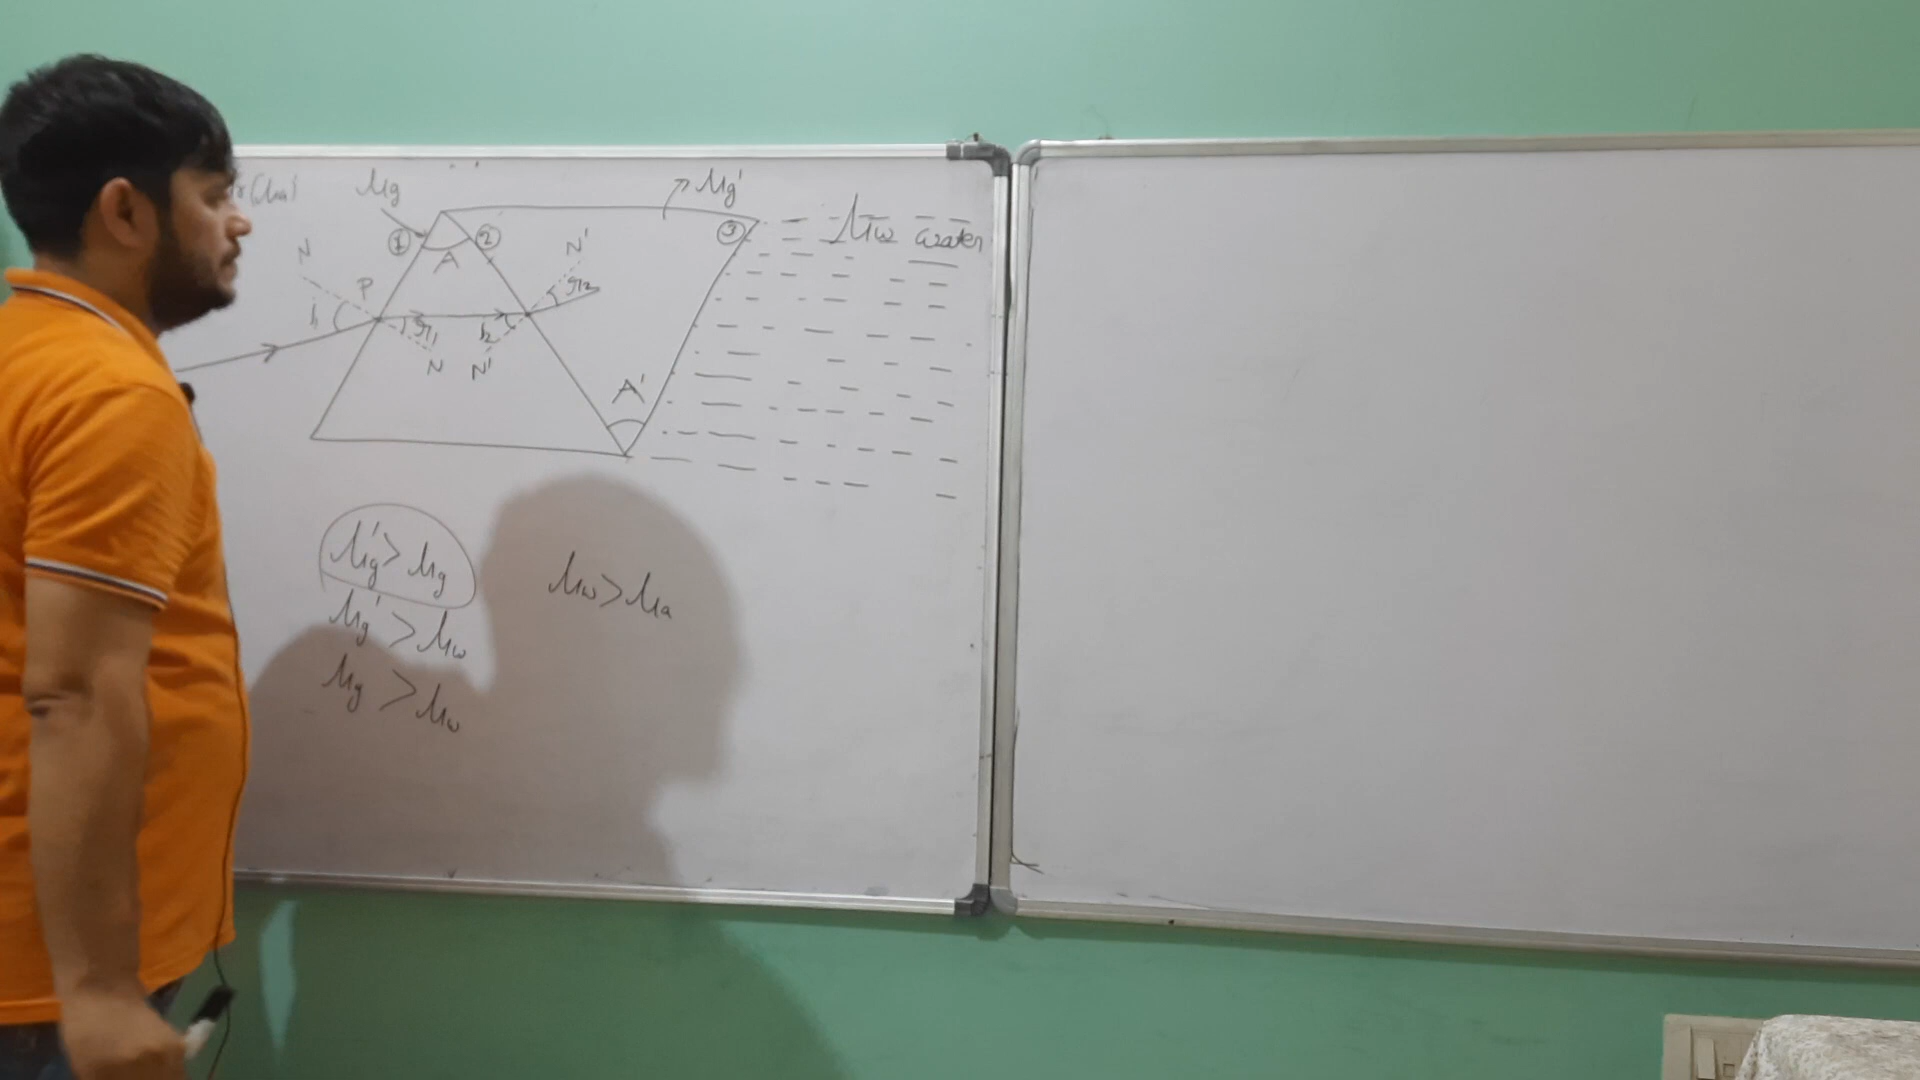 (μa)
μg
μg'
① ② ③
μw water
A
N
N'
P
r2
i1
r1
i2
N
N'
A'
μg' > μg
μw > μa
μg' > μw
μg > μw